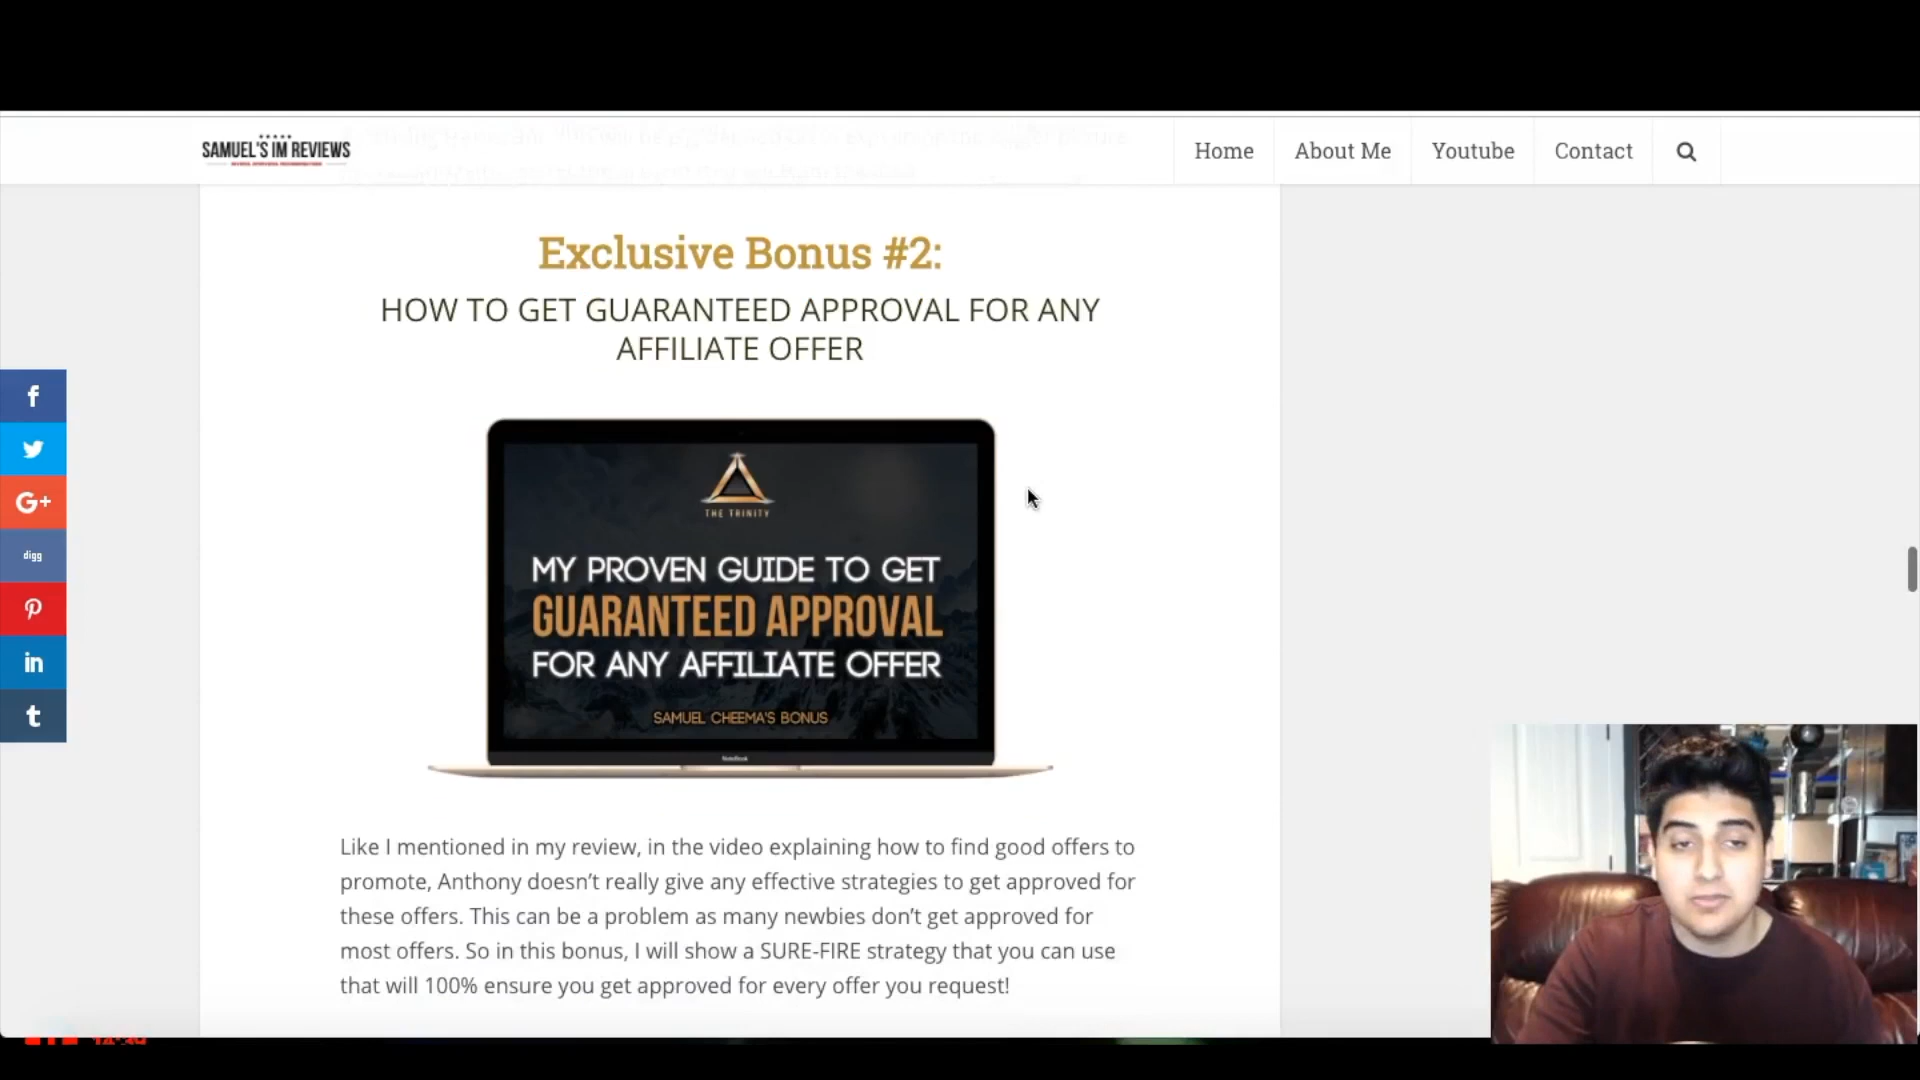 SAMUEL'S IM REVIEWS
Home
About Me
Youtube
Contact
Exclusive Bonus #2:
HOW TO GET GUARANTEED APPROVAL FOR ANY
AFFILIATE OFFER
f
G+
digg
in
t
THE TRINITY
MY PROVEN GUIDE TO GET
GUARANTEED APPROVAL
FOR ANY AFFILIATE OFFER
SAMUEL CHEEMA'S BONUS
NoteBook
Like I mentioned in my review, in the video explaining how to find good offers to
promote, Anthony doesn't really give any effective strategies to get approved for
these offers. This can be a problem as many newbies don't get approved for
most offers. So in this bonus, I will show a SURE-FIRE strategy that you can use
that will 100% ensure you get approved for every offer you request!